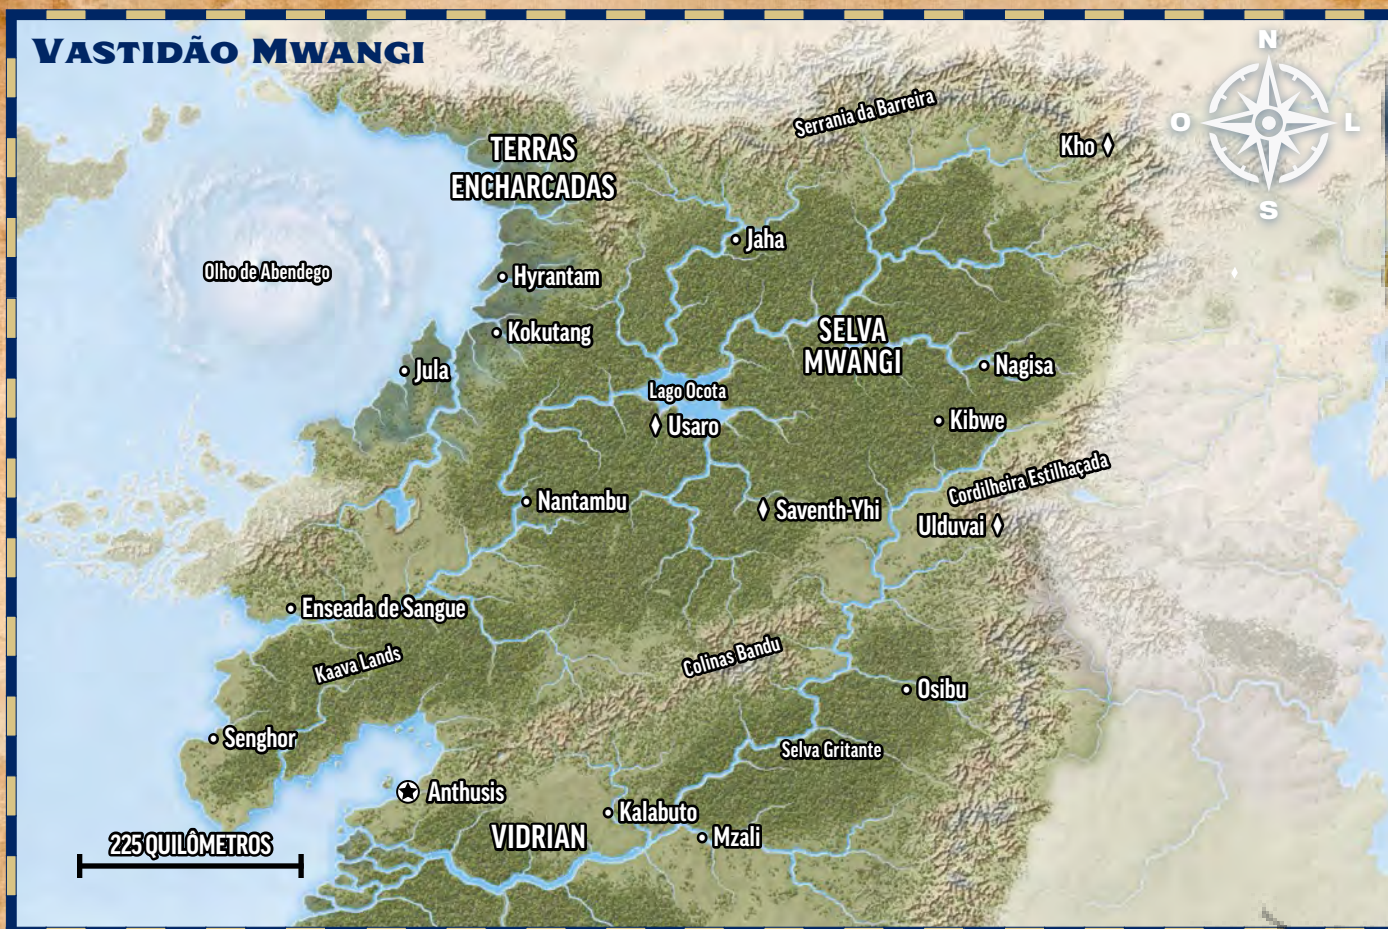 VASTIDÃO MWANGI
N
O
L
S
Serrania da Barreira
Kho
TERRAS
ENCHARCADAS
Jaha
Olho de Abendego
Hyrantam
Kokutang
SELVA
MWANGI
Jula
Nagisa
Lago Ocota
Usaro
Kibwe
Cordilheira Estilhaçada
Nantambu
Saventh-Yhi
Ulduvai
Enseada de Sangue
Kaava Lands
Colinas Bandu
Osibu
Senghor
Selva Gritante
Anthusis
Kalabuto
VIDRIAN
Mzali
225 QUILÔMETROS